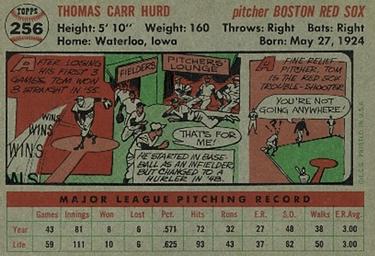 TOPPS
256
THOMAS CARR HURD
pitcher BOSTON RED SOX
Height: 5' 10" Weight: 160 Throws: Right Bats: Right
Home: Waterloo, Iowa Born: May 27, 1924
AFTER LOSING
HIS FIRST 3
GAMES, TOM WON
8 STRAIGHT IN '55.
WINS
WINS
WINS
WINS
FIELDERS
PITCHERS
LOUNGE
THAT'S FOR
ME!
HE STARTED IN BASE-
BALL AS AN INFIELDER,
BUT CHANGED TO A
HURLER IN '48.
A FINE RELIEF
PITCHER, TOM IS
THE RED SOX
TROUBLE-SHOOTER.
YOU'RE NOT
GOING ANYWHERE!
MAJOR LEAGUE PITCHING RECORD
Games Innings Won Lost Pct. Hits Runs E.R. S.O. Walks E.R.Avg.
Year 43 81 8 6 .571 72 32 27 48 38 3.00
Life 59 111 10 6 .625 93 43 37 62 50 3.00